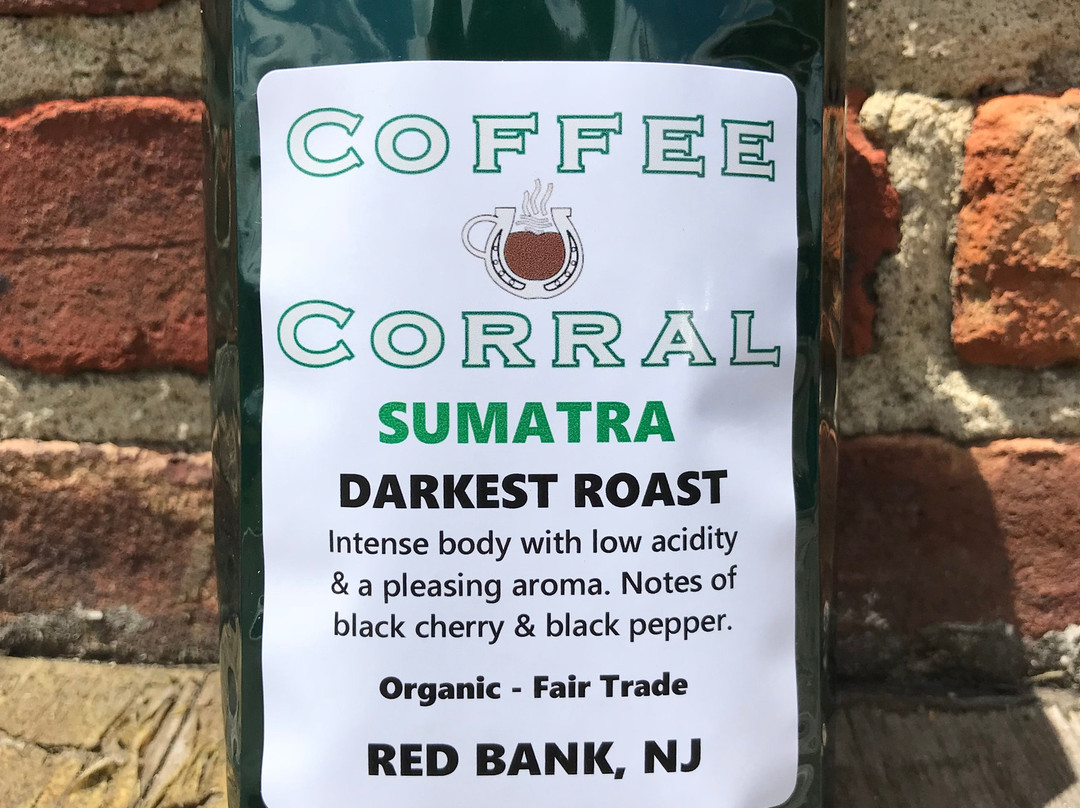 COFFEE
CORRAL
SUMATRA
DARKEST ROAST
Intense body with low acidity
& a pleasing aroma. Notes of
black cherry & black pepper.
Organic - Fair Trade
RED BANK, NJ